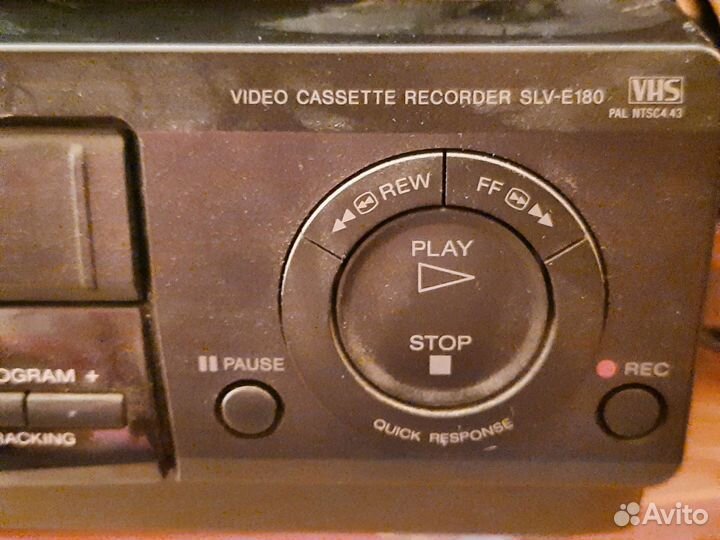 VIDEO CASSETTE RECORDER SLV-E180 VHS
PAL NTSC4.43
REW FF
PLAY
STOP
PAUSE
REC
OGRAM +
RACKING
QUICK RESPONSE
Avito